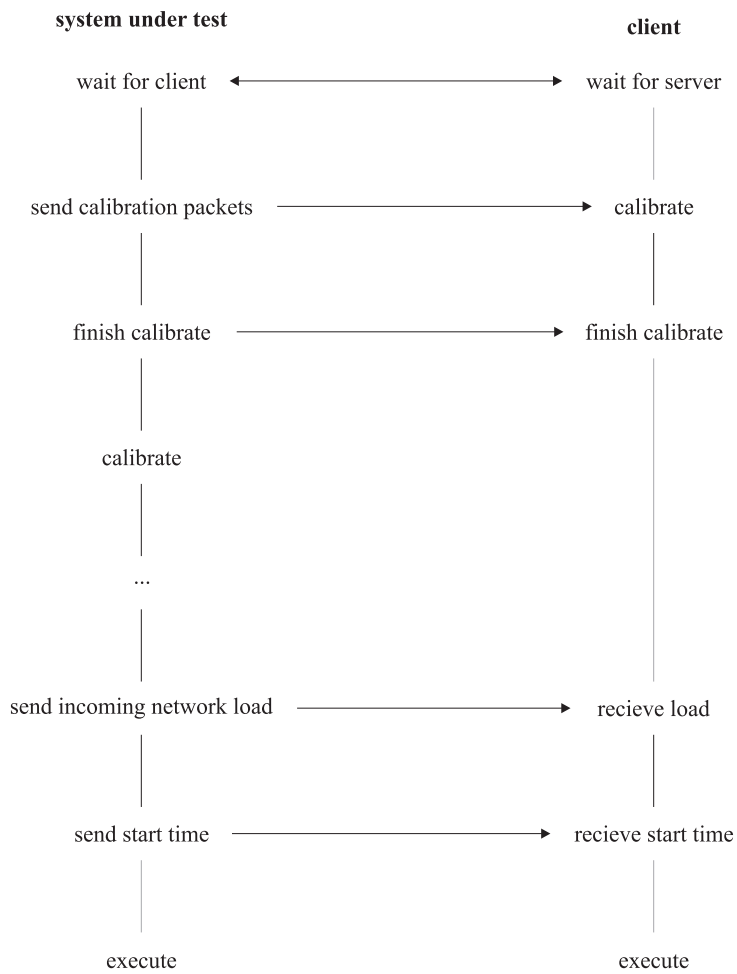 system under test
client
wait for client
wait for server
send calibration packets
calibrate
finish calibrate
finish calibrate
calibrate
...
send incoming network load
recieve load
send start time
recieve start time
execute
execute